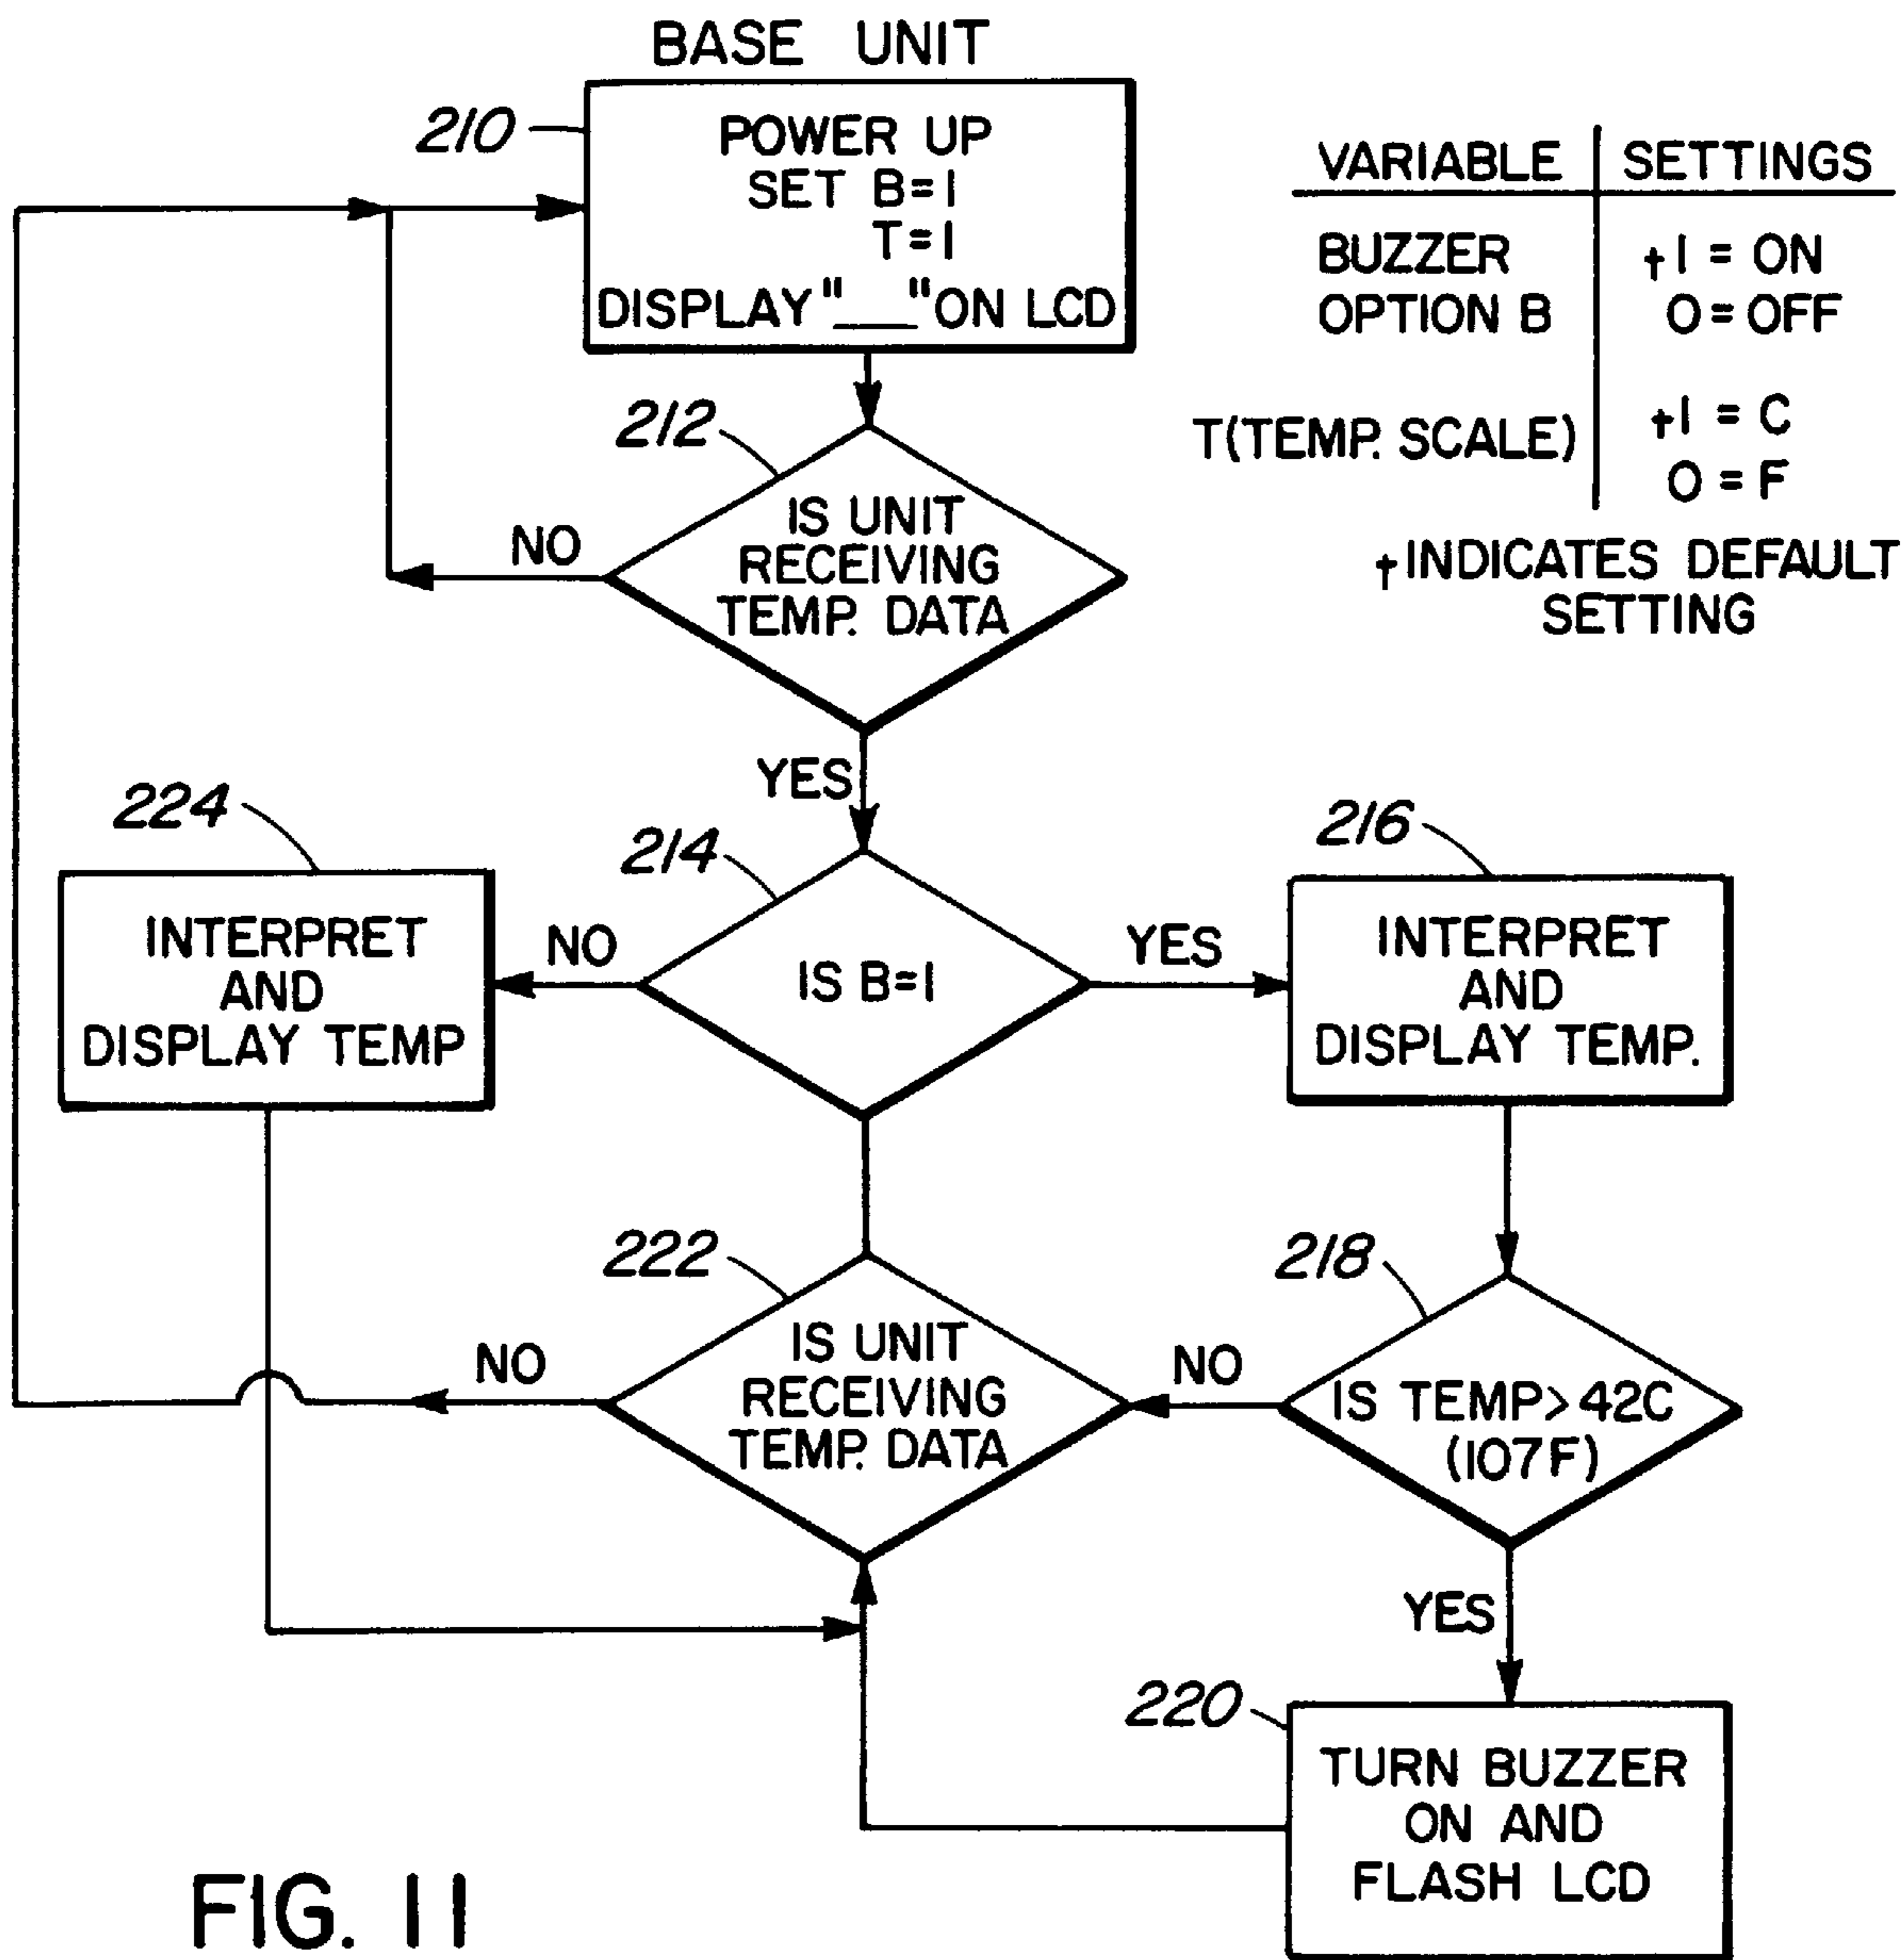 BASE UNIT
210
POWER UP
SET B=1
T=1
DISPLAY "___" ON LCD
VARIABLE SETTINGS
BUZZER †1 = ON
OPTION B 0 = OFF
T(TEMP. SCALE) †1 = C
0 = F
† INDICATES DEFAULT
SETTING
212
IS UNIT
RECEIVING
TEMP. DATA
NO
YES
224
INTERPRET
AND
DISPLAY TEMP
214
NO
IS B=1
YES
216
INTERPRET
AND
DISPLAY TEMP.
222
IS UNIT
RECEIVING
TEMP. DATA
NO
218
NO
IS TEMP > 42C
(107F)
YES
220
TURN BUZZER
ON AND
FLASH LCD
FIG. 11